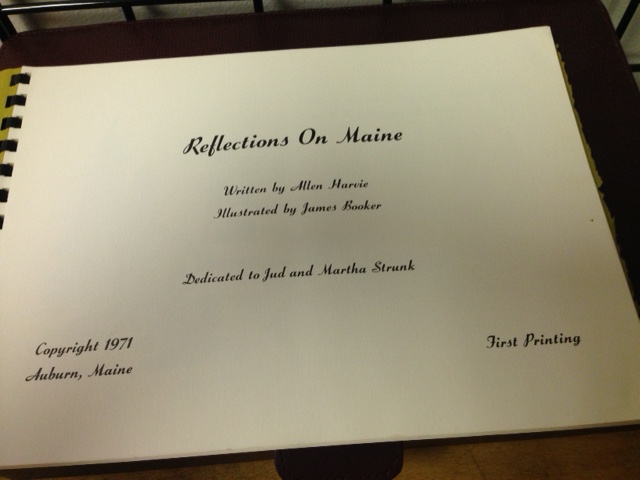 Reflections On Maine
Written by Allen Harvie
Illustrated by James Booker
Dedicated to Jud and Martha Strunk
Copyright 1971
Auburn, Maine
First Printing